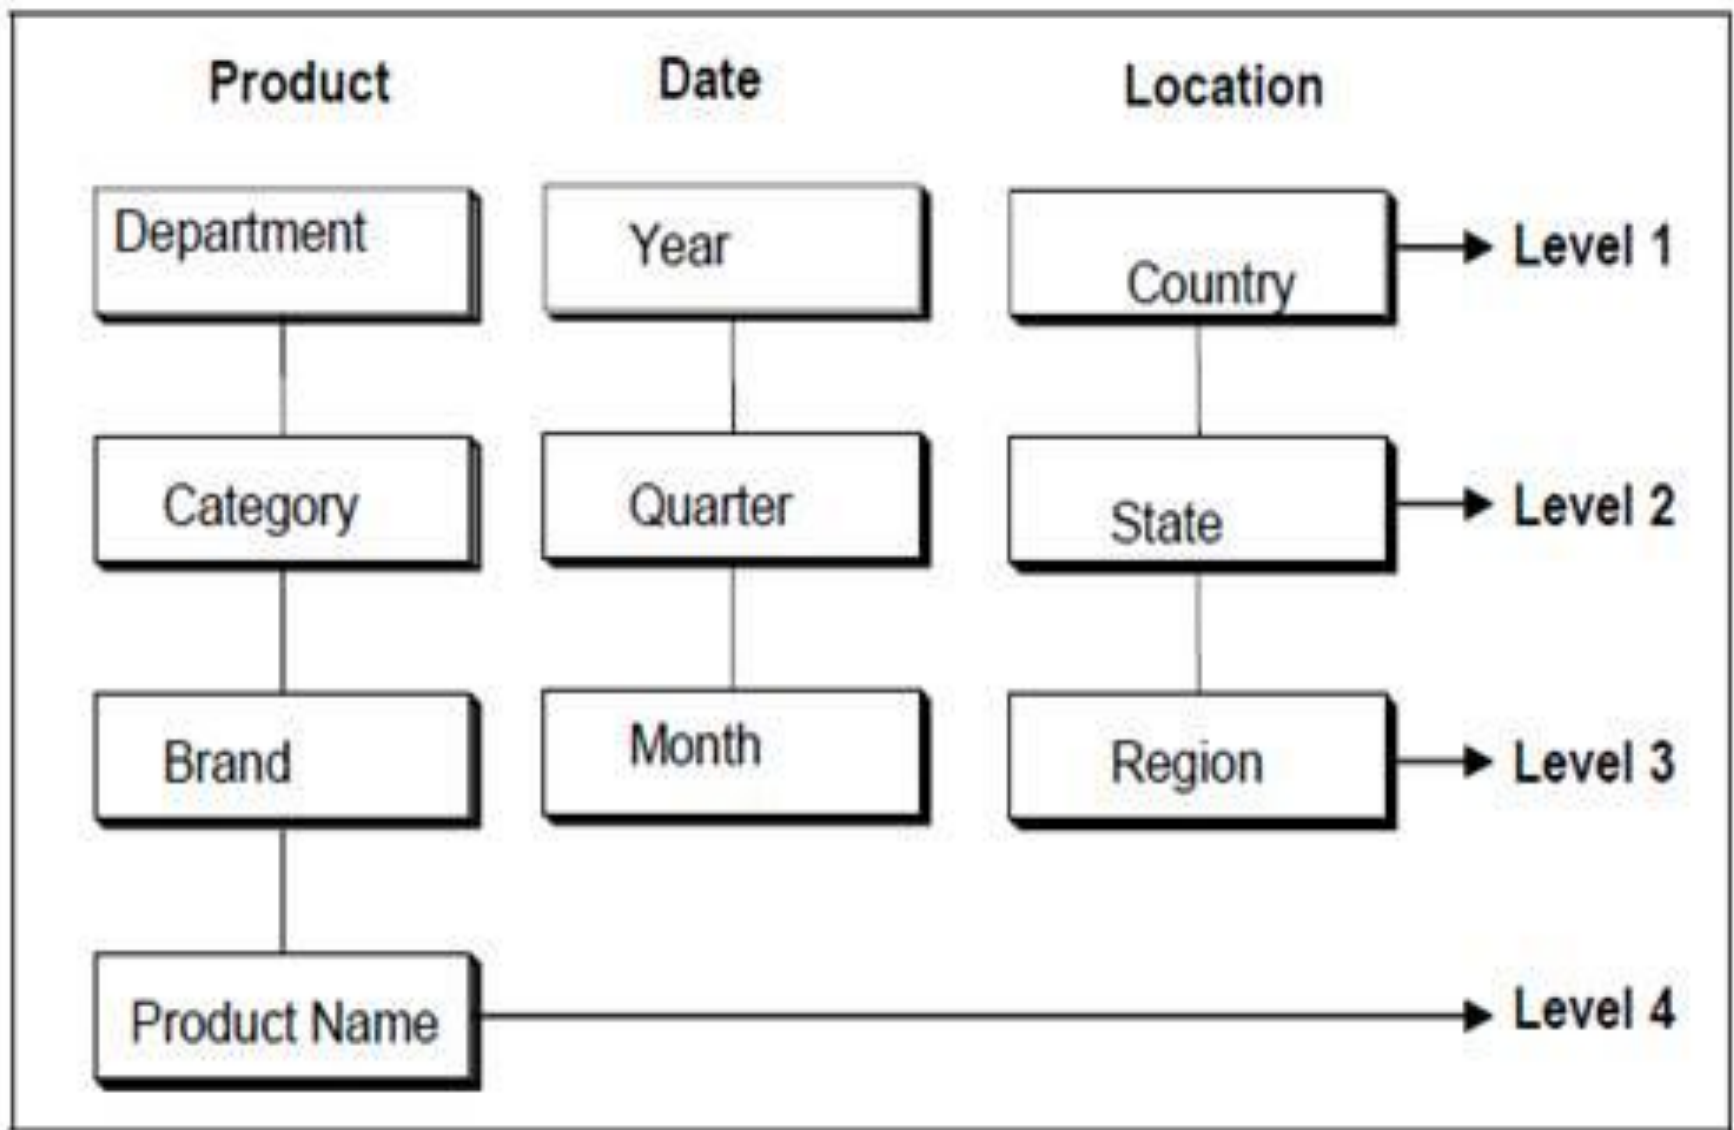 Product Date Location
Department Year Country Level 1
Category Quarter State Level 2
Brand Month Region Level 3
Product Name Level 4